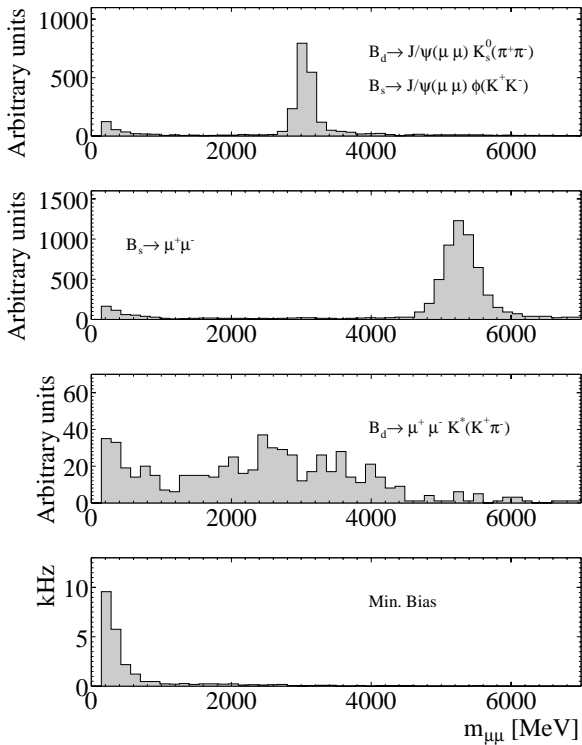 Arbitrary units
1000
500
0
B_d → J/ψ(μ μ) K_s^0(π⁺π⁻)
B_s → J/ψ(μ μ) φ(K⁺K⁻)
0 2000 4000 6000
Arbitrary units
1500
1000
500
0
B_s → μ⁺μ⁻
0 2000 4000 6000
Arbitrary units
60
40
20
0
B_d → μ⁺ μ⁻ K^*(K⁺π⁻)
0 2000 4000 6000
kHz
10
5
0
Min. Bias
0 2000 4000 6000
m_μμ [MeV]